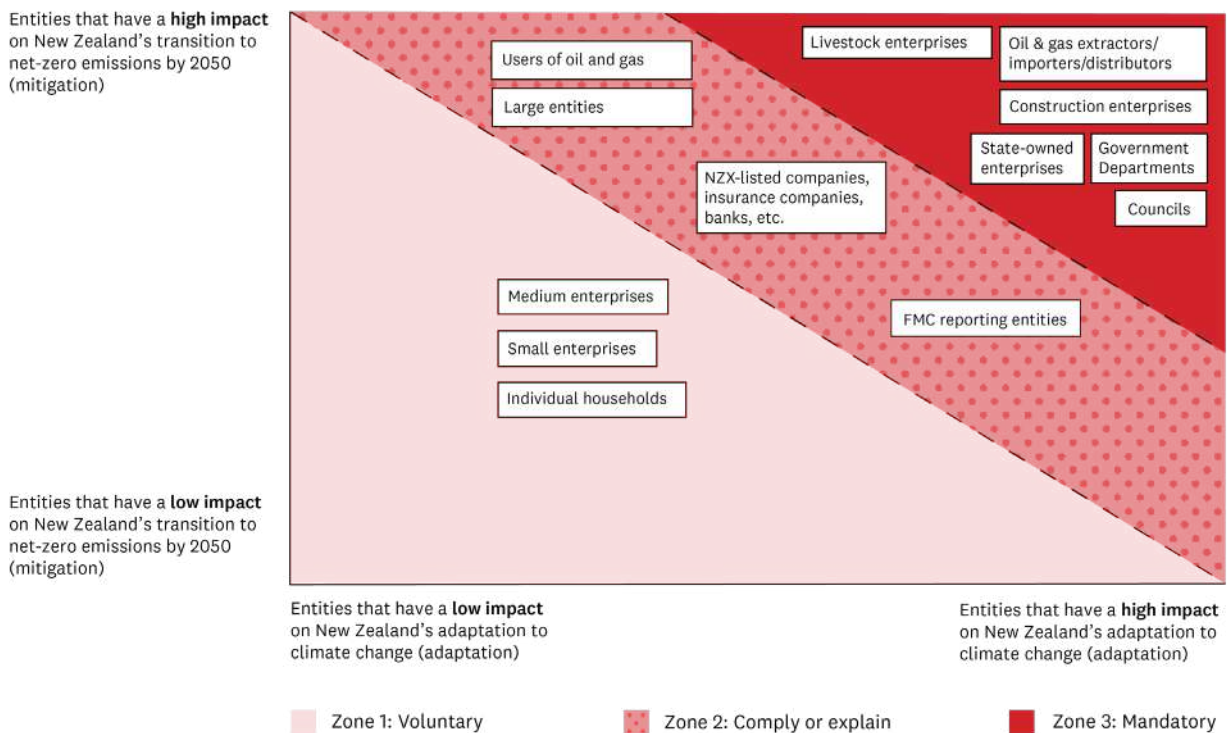 Entities that have a high impact
on New Zealand's transition to
net-zero emissions by 2050
(mitigation)
Users of oil and gas
Large entities
Livestock enterprises
Oil & gas extractors/
importers/distributors
Construction enterprises
State-owned
enterprises
Government
Departments
Councils
NZX-listed companies,
insurance companies,
banks, etc.
FMC reporting entities
Medium enterprises
Small enterprises
Individual households
Entities that have a low impact
on New Zealand's transition to
net-zero emissions by 2050
(mitigation)
Entities that have a low impact
on New Zealand's adaptation to
climate change (adaptation)
Entities that have a high impact
on New Zealand's adaptation to
climate change (adaptation)
Zone 1: Voluntary
Zone 2: Comply or explain
Zone 3: Mandatory